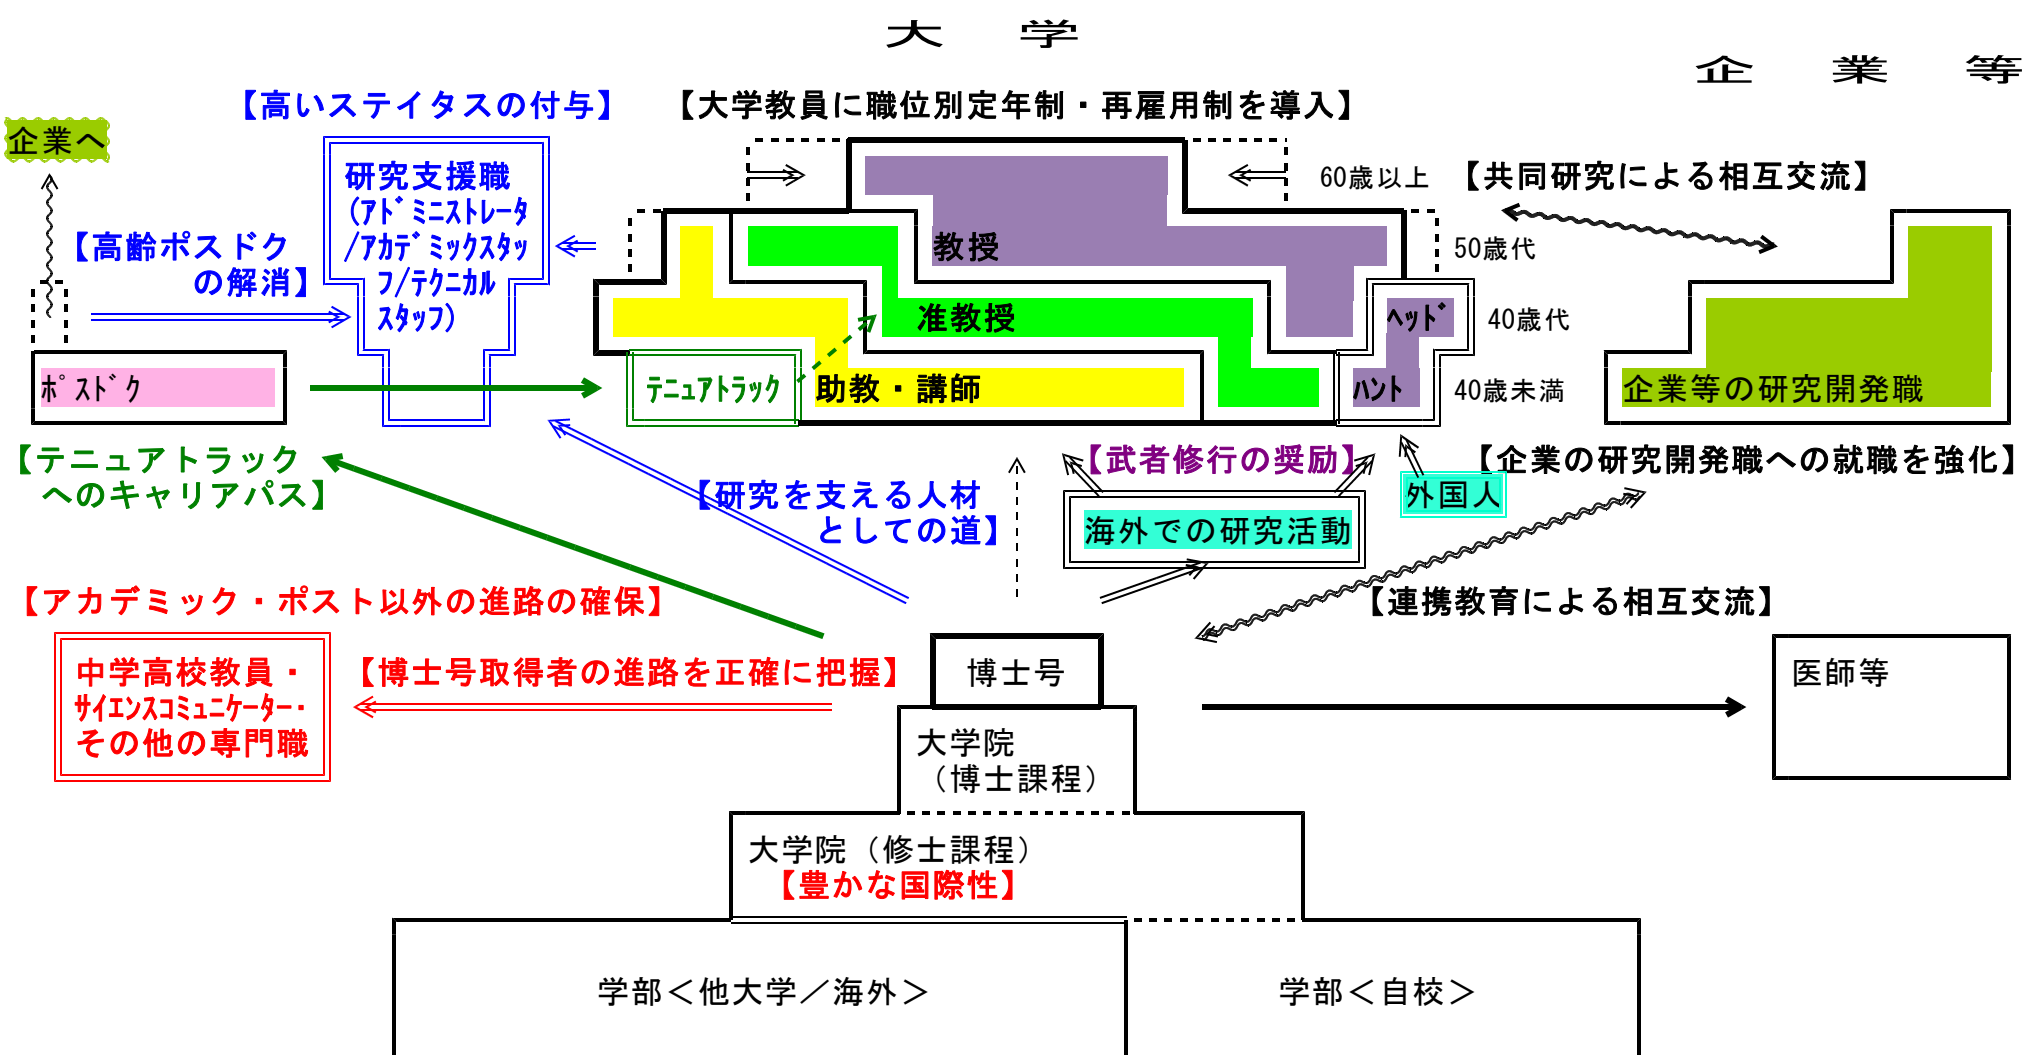 大　学
企　業　等
【高いステイタスの付与】
【大学教員に職位別定年制・再雇用制を導入】
企業へ
研究支援職
（ｱﾄﾞﾐﾆｽﾄﾚｰﾀ
/ｱｶﾃﾞﾐｯｸｽﾀｯ
ﾌ/ﾃｸﾆｶﾙ
ｽﾀｯﾌ）
60歳以上
【共同研究による相互交流】
【高齢ポスドク
の解消】
教授
50歳代
准教授
ﾍｯﾄﾞ
40歳代
ﾎﾟｽﾄﾞｸ
ﾃﾆｭｱﾄﾗｯｸ
助教・講師
ﾊﾝﾄ
40歳未満
企業等の研究開発職
【テニュアトラック
へのキャリアパス】
【武者修行の奨励】
【企業の研究開発職への就職を強化】
【研究を支える人材
としての道】
外国人
海外での研究活動
【アカデミック・ポスト以外の進路の確保】
【連携教育による相互交流】
中学高校教員・
ｻｲｴﾝｽｺﾐｭﾆｹｰﾀｰ･
その他の専門職
【博士号取得者の進路を正確に把握】
博士号
医師等
大学院
（博士課程）
大学院（修士課程）
【豊かな国際性】
学部＜他大学／海外＞
学部＜自校＞